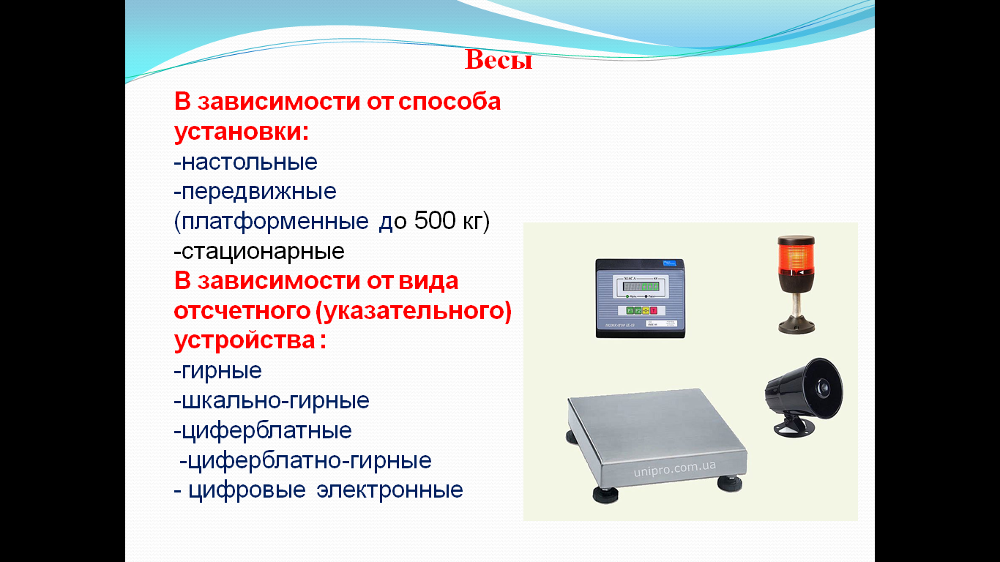 Весы
В зависимости от способа
установки:
-настольные
-передвижные
(платформенные до 500 кг)
-стационарные
В зависимости от вида
отсчетного (указательного)
устройства :
-гирные
-шкально-гирные
-циферблатные
-циферблатно-гирные
- цифровые электронные
МАСА
F1 F2 T
unipro.com.ua